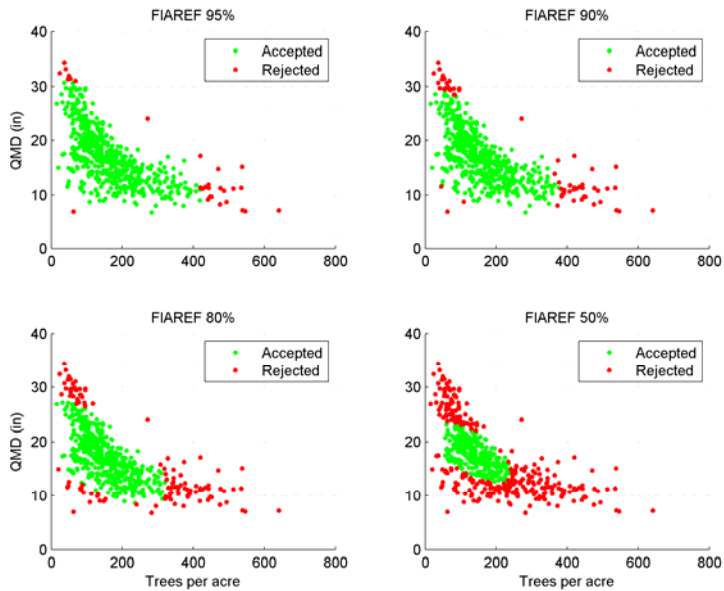 FIAREF 95%
QMD (in)
40
30
20
10
0
0 200 400 600 800
Accepted
Rejected
FIAREF 90%
QMD (in)
40
30
20
10
0
0 200 400 600 800
Accepted
Rejected
FIAREF 80%
QMD (in)
40
30
20
10
0
0 200 400 600 800
Trees per acre
Accepted
Rejected
FIAREF 50%
40
30
20
10
0
0 200 400 600 800
Trees per acre
Accepted
Rejected